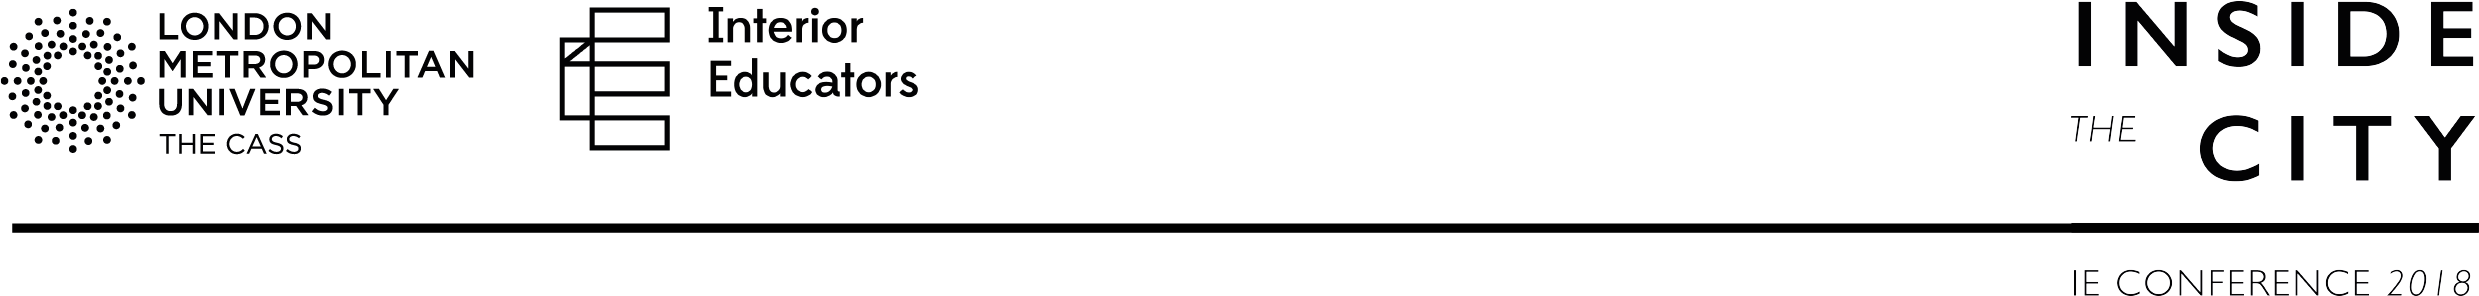 LONDON
METROPOLITAN
UNIVERSITY
THE CASS
Interior
Educators
INSIDE
THE CITY
IE CONFERENCE 2018